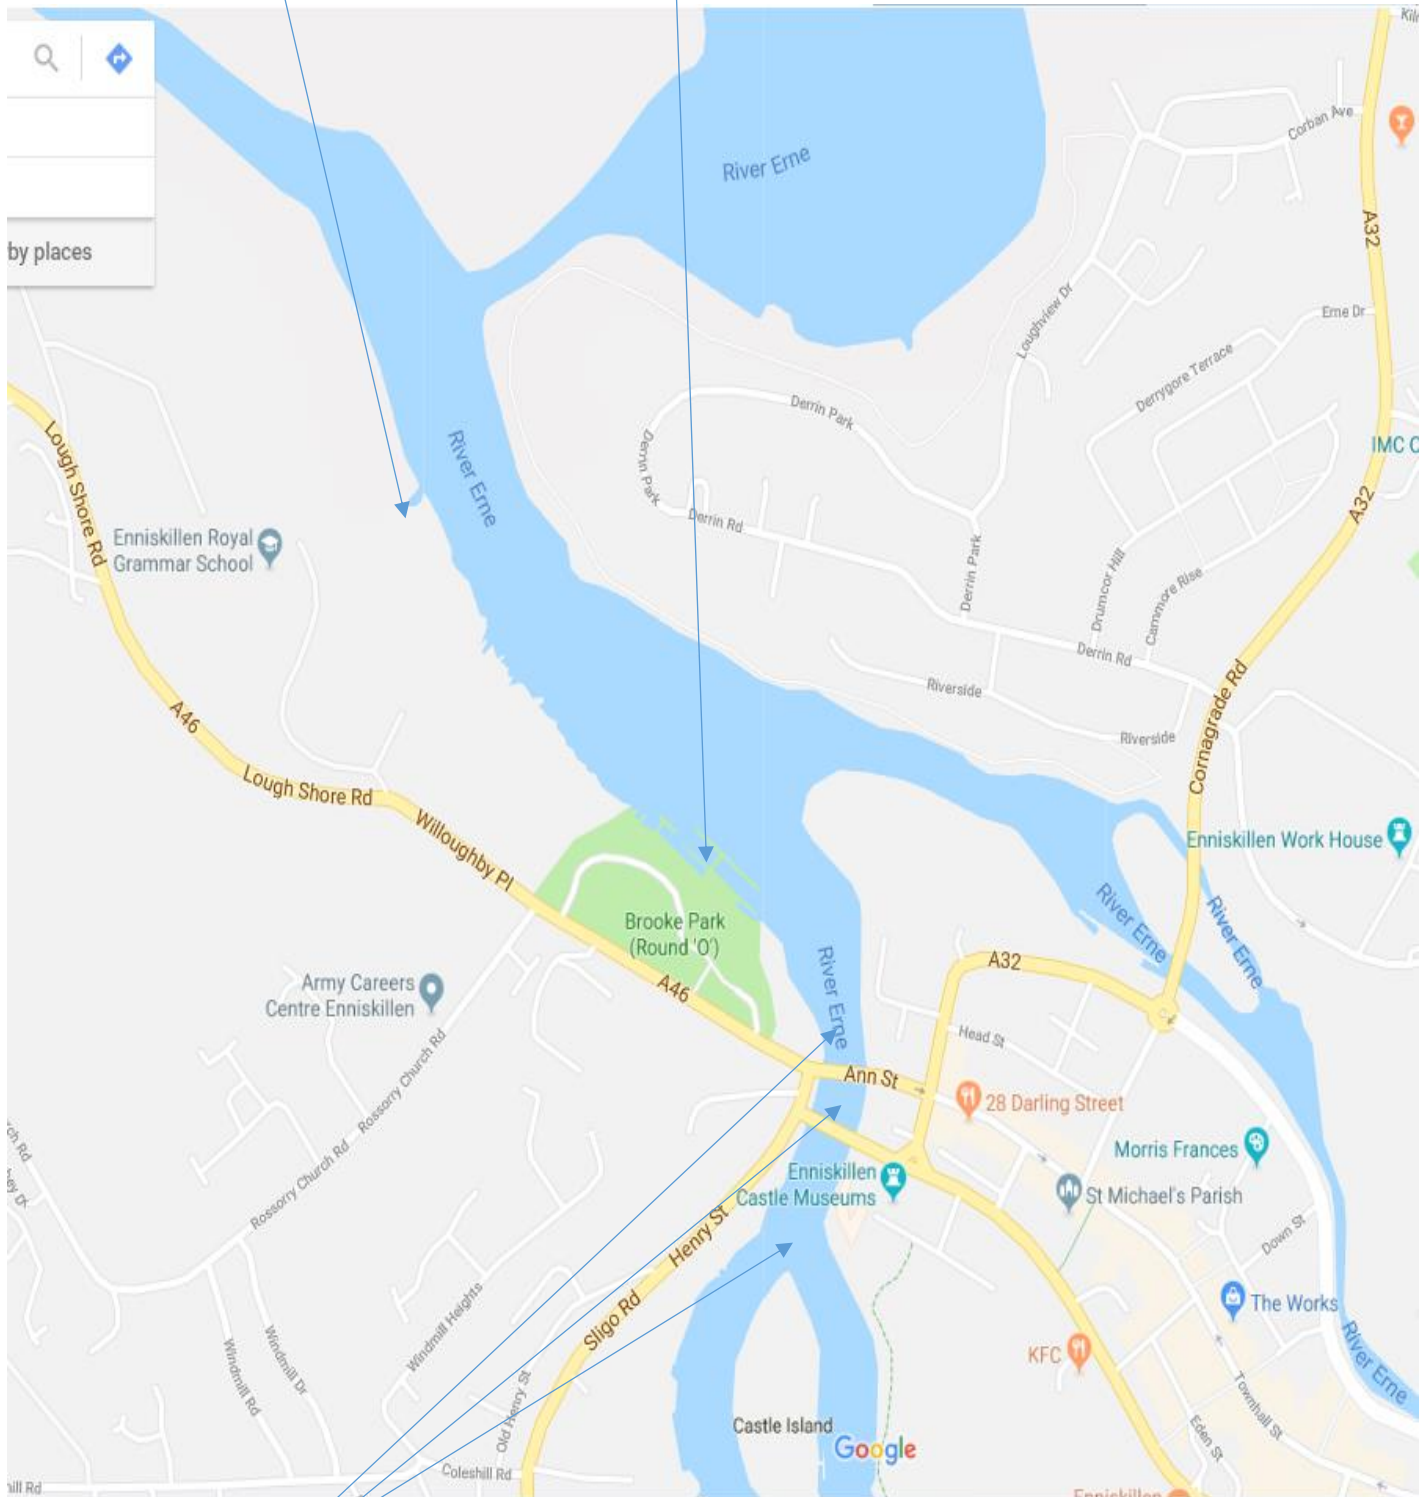 by places
River Erne
Corban Ave
A32
Loughview Dr
Erne Dr
Derrygore Terrace
Derrin Park
Derrin Park
River Erne
IMC
Lough Shore Rd
Enniskillen Royal
Grammar School
Derrin Rd
A32
Derrin Park
Drumcor Hill
Carnmore Rise
Derrin Rd
Riverside
Riverside
Cornagrade Rd
A46
Lough Shore Rd
Willoughby Pl
Enniskillen Work House
Brooke Park
(Round 'O')
River Erne
River Erne
River Erne
A32
A46
Army Careers
Centre Enniskillen
Head St
Rossorry Church Rd
Ann St
28 Darling Street
Morris Frances
Enniskillen
Castle Museums
St Michael's Parish
Rossorry Church Rd
Henry St
Down St
Sligo Rd
The Works
Windmill Heights
Windmill Rd
Windmill Dr
KFC
River Erne
Old Henry St
Townhall St
Castle Island
Google
Eden St
Coleshill Rd
hill Rd
Enniskillen